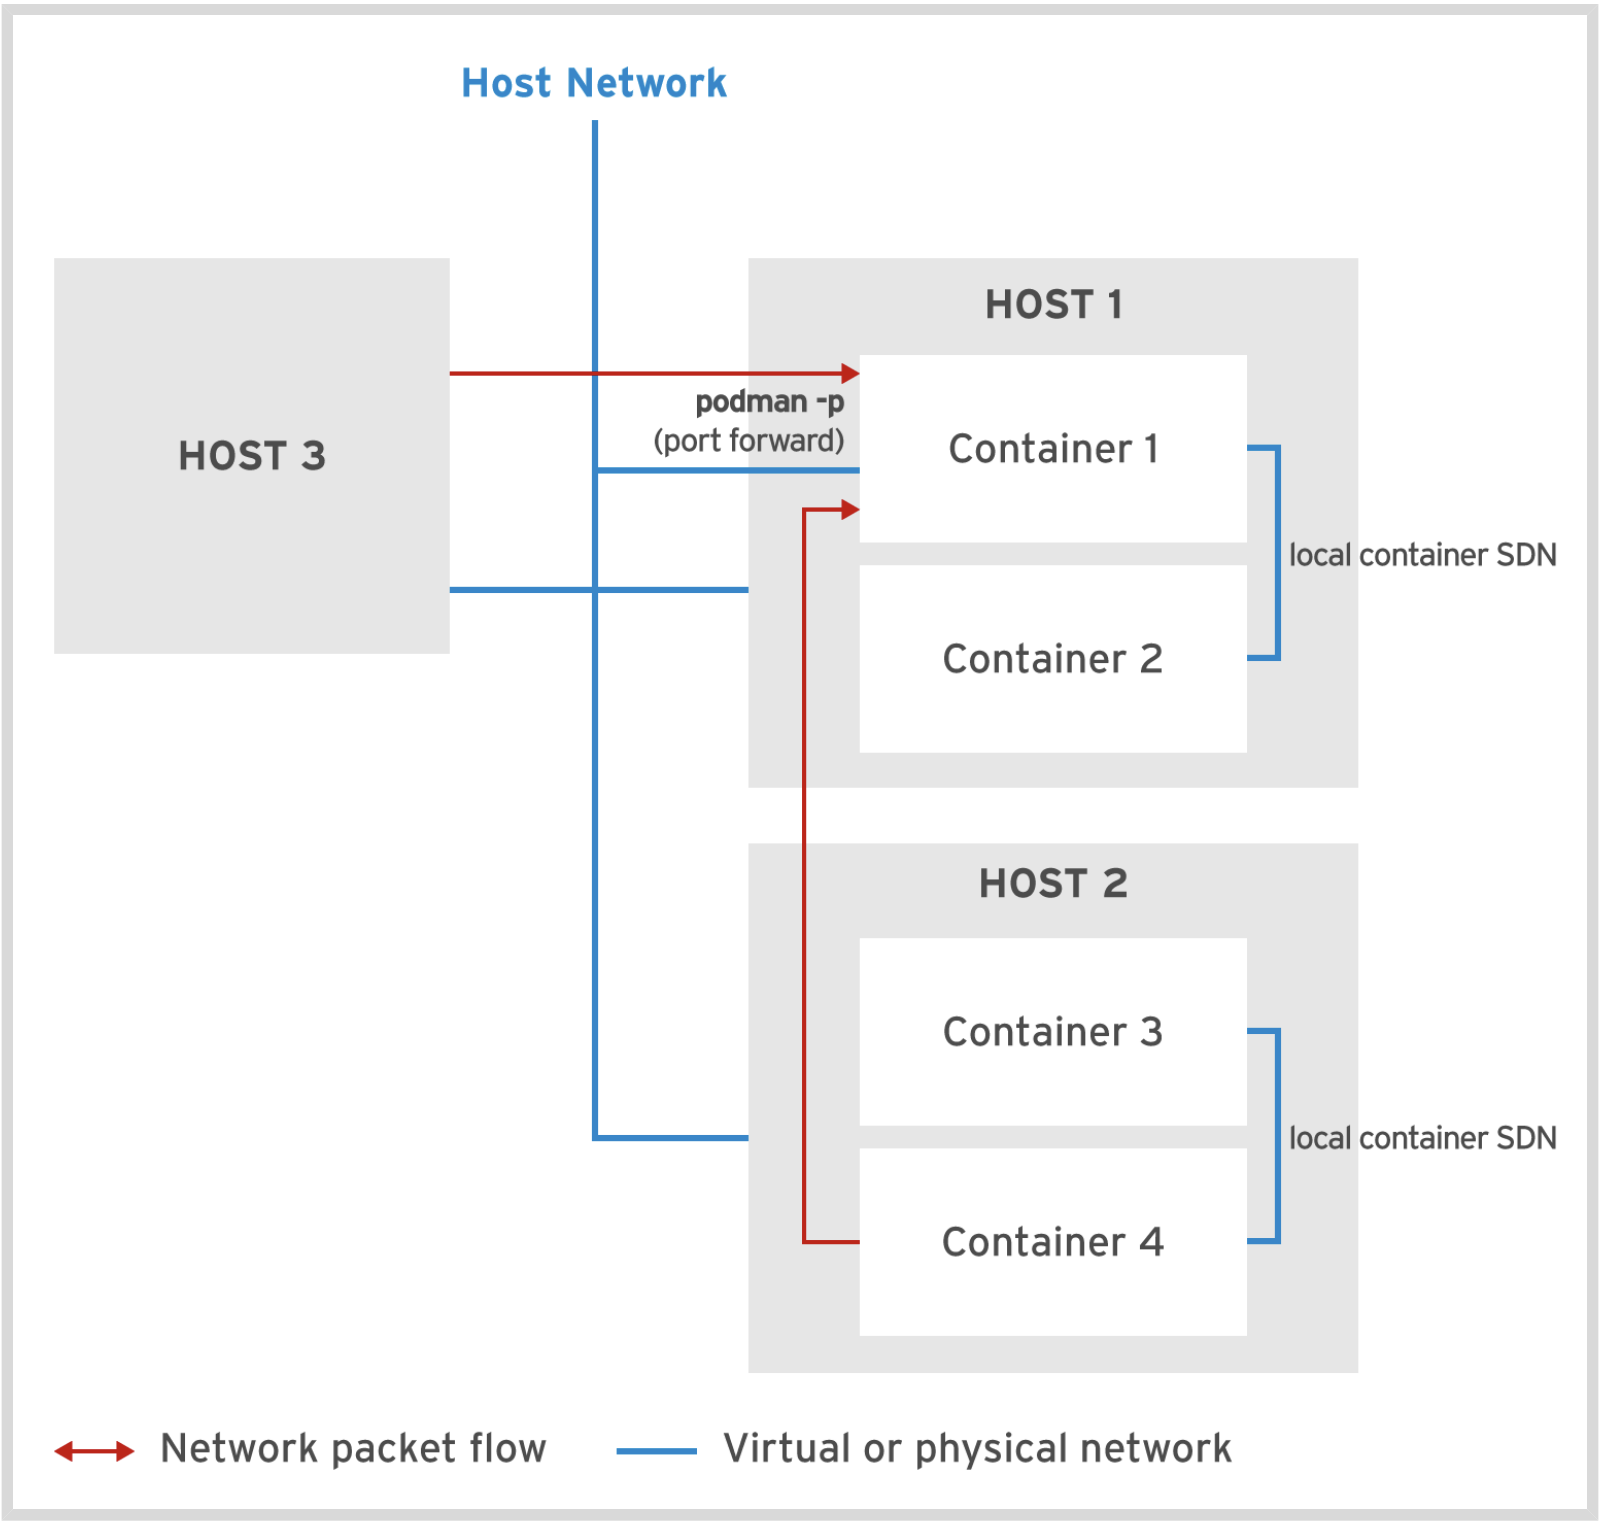 Host Network
HOST 3
HOST 1
podman -p
(port forward)
Container 1
local container SDN
Container 2
HOST 2
Container 3
local container SDN
Container 4
Network packet flow
Virtual or physical network